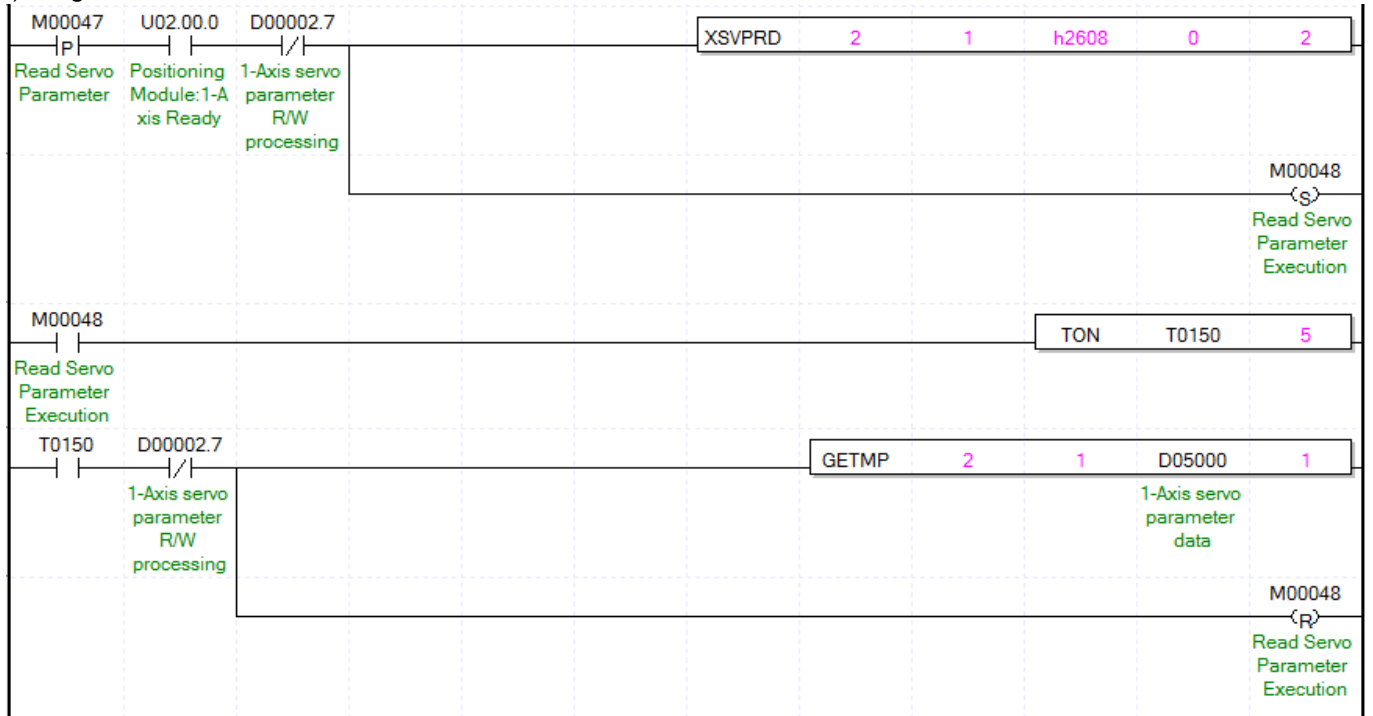 M00047 U02.00.0 D00002.7
P
XSVPRD 2 1 h2608 0 2
Read Servo Positioning 1-Axis servo
Parameter Module:1-A parameter
xis Ready R/W
processing
M00048
S
Read Servo
Parameter
Execution
M00048
TON T0150 5
Read Servo
Parameter
Execution
T0150 D00002.7
GETMP 2 1 D05000 1
1-Axis servo 1-Axis servo
parameter parameter
R/W data
processing
M00048
R
Read Servo
Parameter
Execution